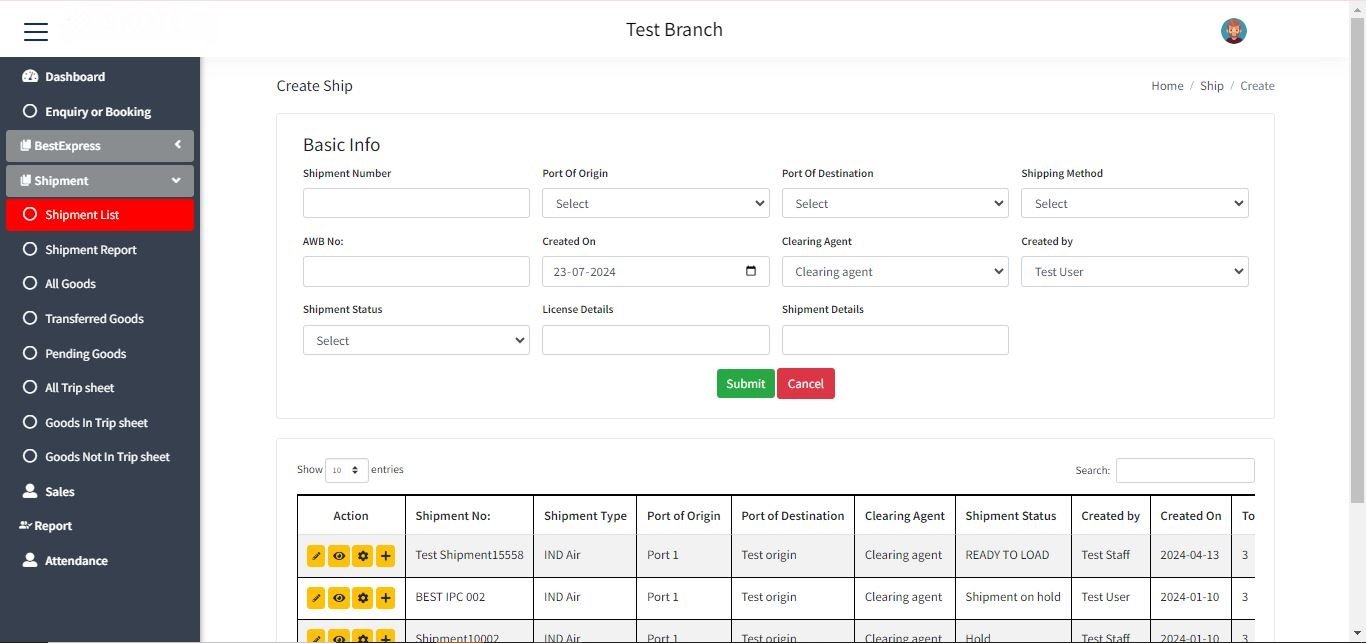 Test Branch
Dashboard
Enquiry or Booking
BestExpress
Shipment
Shipment List
Shipment Report
All Goods
Transferred Goods
Pending Goods
All Trip sheet
Goods In Trip sheet
Goods Not In Trip sheet
Sales
Report
Attendance
Create Ship
Home / Ship / Create
Basic Info
Shipment Number Port Of Origin Port Of Destination Shipping Method
Select Select Select
AWB No: Created On Clearing Agent Created by
23-07-2024 Clearing agent Test User
Shipment Status License Details Shipment Details
Select
Submit Cancel
Show 10 entries Search:
Action Shipment No: Shipment Type Port of Origin Port of Destination Clearing Agent Shipment Status Created by Created On To
Test Shipment15558 IND Air Port 1 Test origin Clearing agent READY TO LOAD Test Staff 2024-04-13 3
BEST IPC 002 IND Air Port 1 Test origin Clearing agent Shipment on hold Test User 2024-01-10 3
Shipment10002 IND Air Port 1 Test origin Clearing agent Hold Test Staff 2024-01-10 3